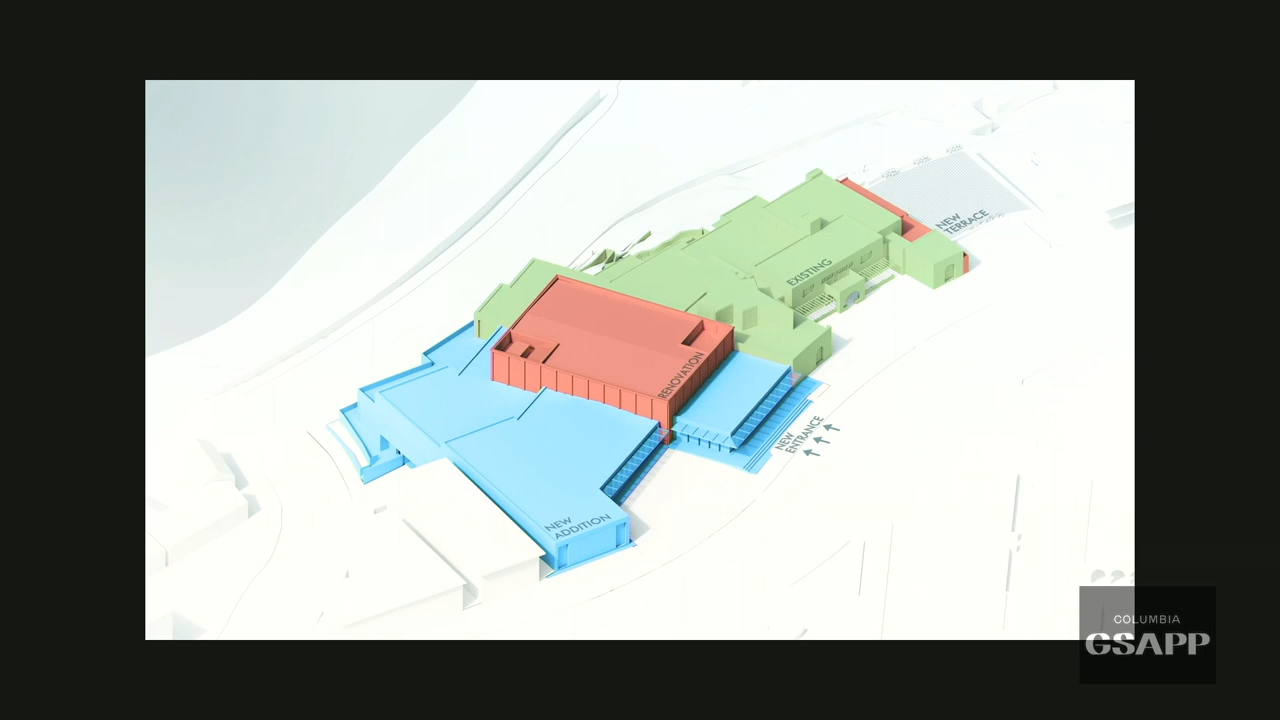 NEW
TERRACE
EXISTING
RENOVATION
NEW
ENTRANCE
NEW
ADDITION
COLUMBIA
GSAPP